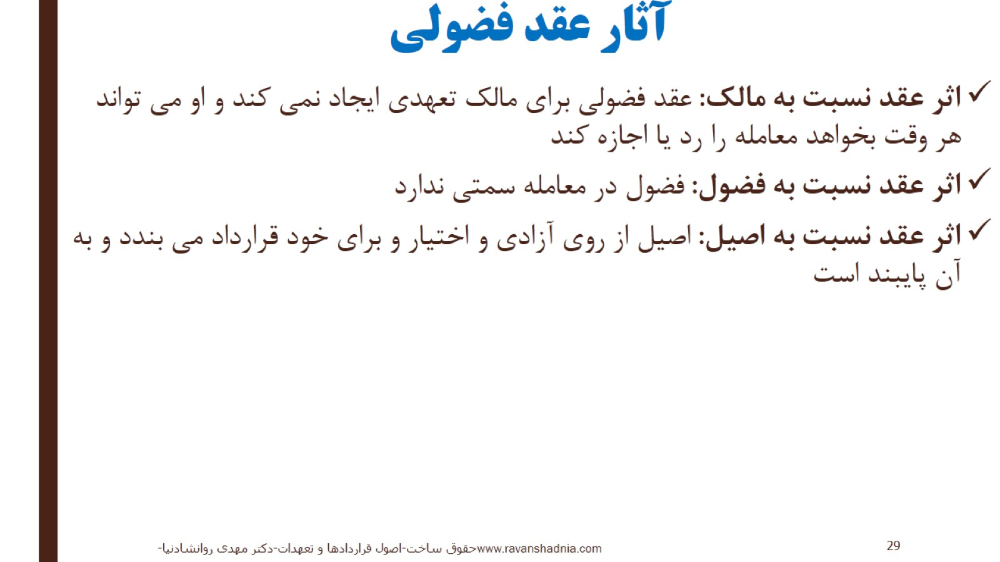 آثار عقد فضولی
✓ اثر عقد نسبت به مالک: عقد فضولی برای مالک تعهدی ایجاد نمی کند و او می تواند
هر وقت بخواهد معامله را رد یا اجازه کند
✓ اثر عقد نسبت به فضول: فضول در معامله سمتی ندارد
✓ اثر عقد نسبت به اصیل: اصیل از روی آزادی و اختیار و برای خود قرارداد می بندد و به
آن پایبند است
www.ravanshadnia.comحقوق ساخت-اصول قراردادها و تعهدات-دکتر مهدی روانشادنیا-
29